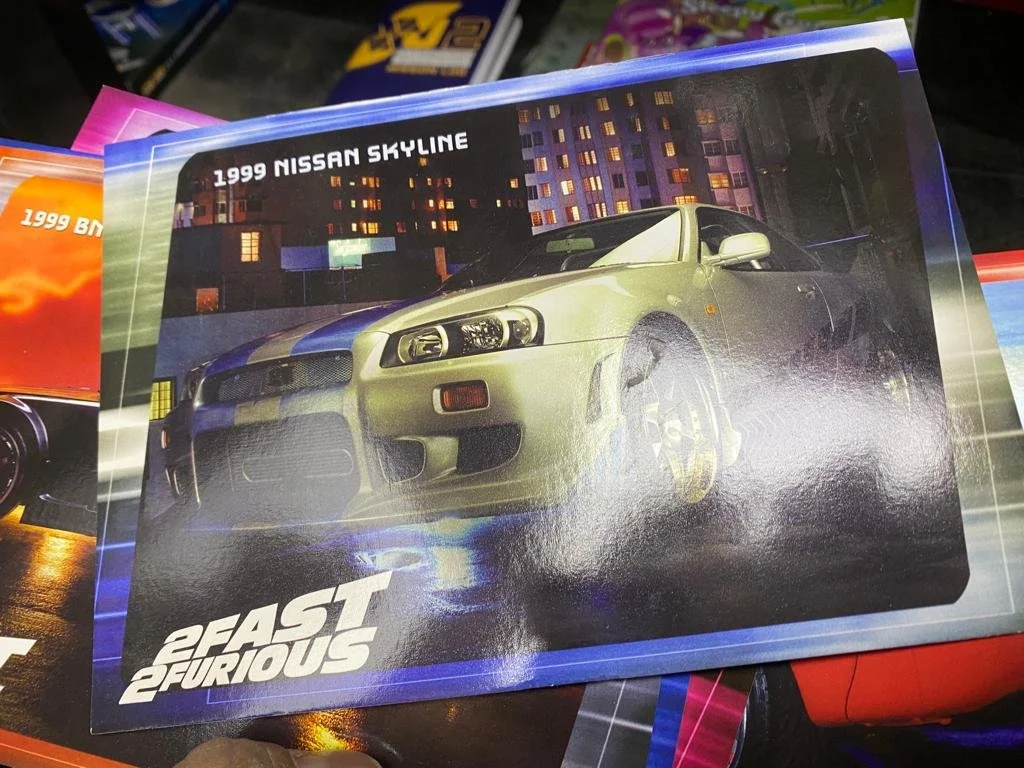 1999 NISSAN SKYLINE
1999 BM
2FAST
2FURIOUS